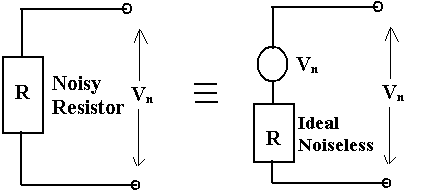 R
Noisy
Resistor
Vn
≡
Vn
R
Ideal
Noiseless
Vn